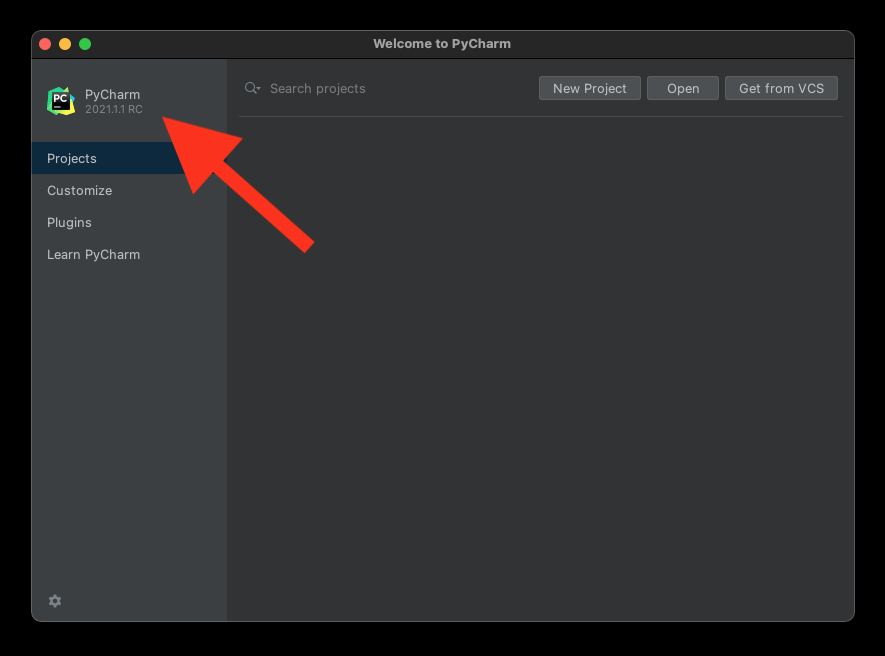 Welcome to PyCharm
PC
PyCharm
2021.1.1 RC
Search projects
New Project
Open
Get from VCS
Projects
Customize
Plugins
Learn PyCharm